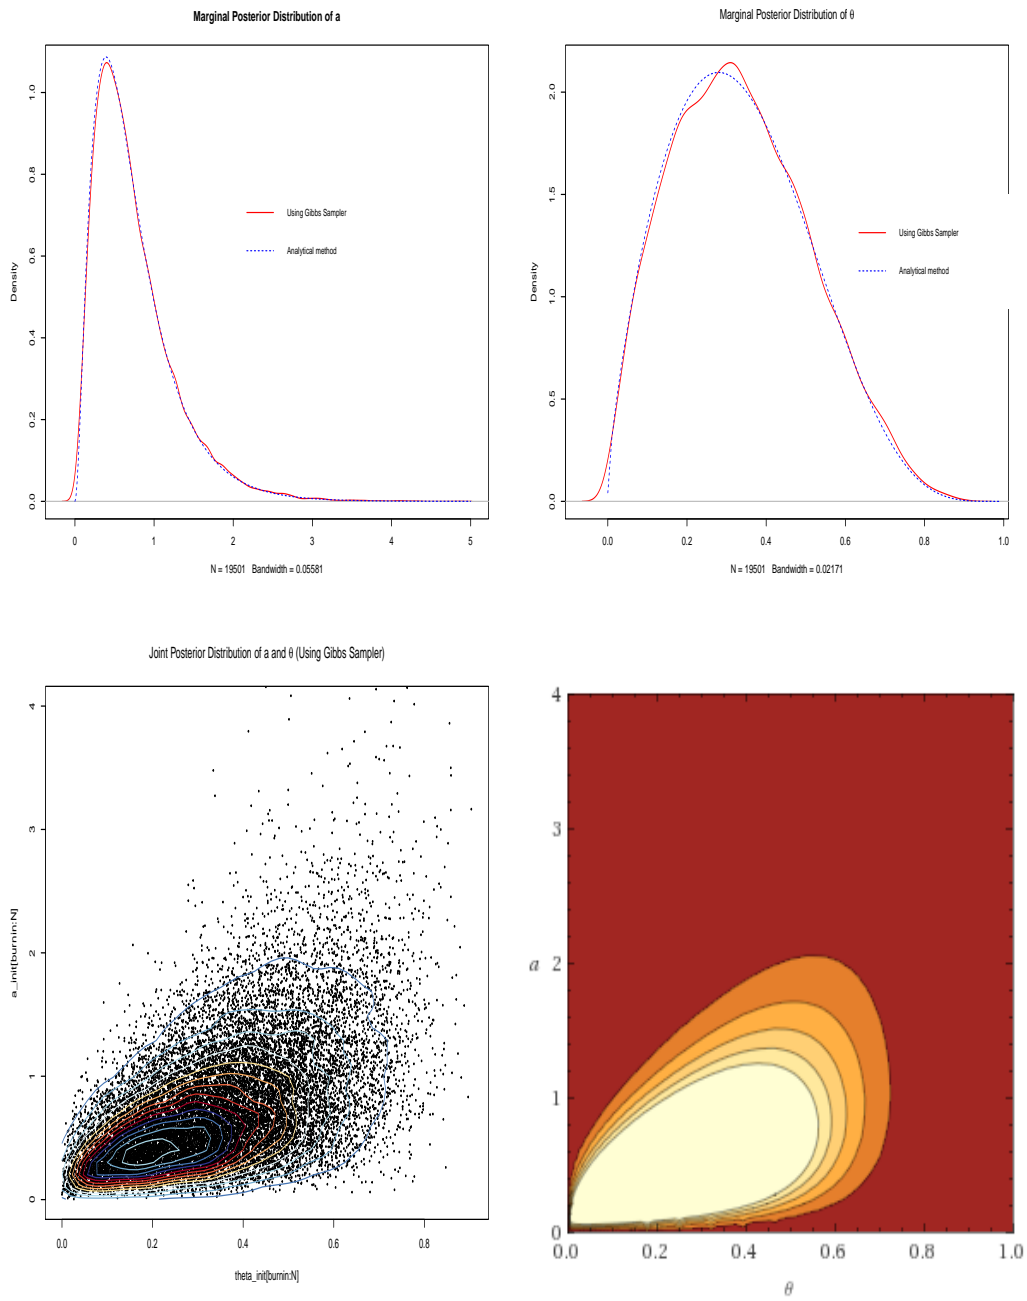 Marginal Posterior Distribution of a
Density
0.0 0.2 0.4 0.6 0.8 1.0
Using Gibbs Sampler
Analytical method
0 1 2 3 4 5
N = 19501 Bandwidth = 0.05581
Marginal Posterior Distribution of θ
Density
0.0 0.5 1.0 1.5 2.0
Using Gibbs Sampler
Analytical method
0.0 0.2 0.4 0.6 0.8 1.0
N = 19501 Bandwidth = 0.02171
Joint Posterior Distribution of a and θ (Using Gibbs Sampler)
a_init[burnin:N]
0 1 2 3 4
0.0 0.2 0.4 0.6 0.8
theta_init[burnin:N]
4
3
a 2
1
0
0.0 0.2 0.4 0.6 0.8 1.0
θ